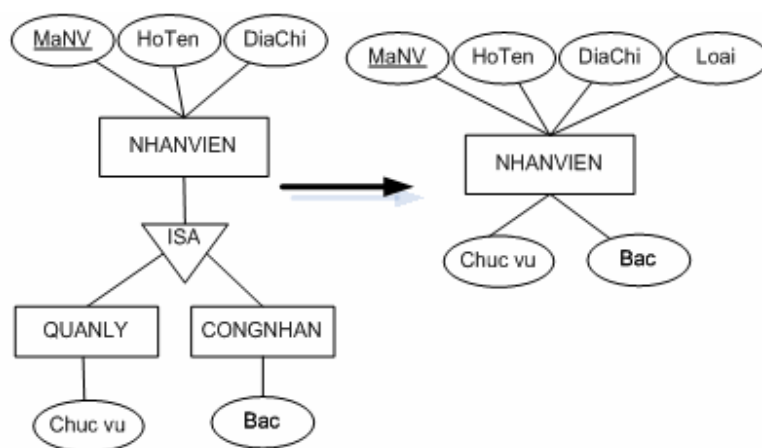 MaNV HoTen DiaChi
NHANVIEN
ISA
QUANLY CONGNHAN
Chuc vu Bac
MaNV HoTen DiaChi Loai
NHANVIEN
Chuc vu Bac